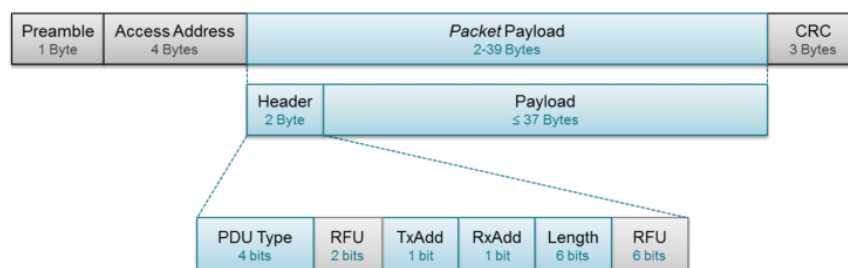 Preamble
1 Byte
Access Address
4 Bytes
Packet Payload
2-39 Bytes
CRC
3 Bytes
Header
2 Byte
Payload
≤ 37 Bytes
PDU Type
4 bits
RFU
2 bits
TxAdd
1 bit
RxAdd
1 bit
Length
6 bits
RFU
6 bits